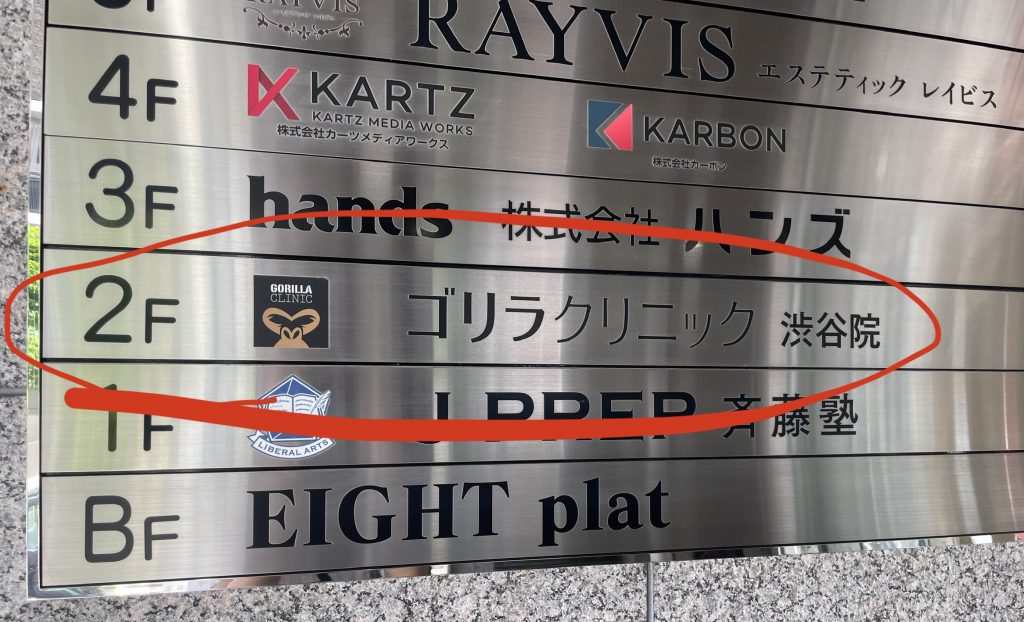 RAYVIS
RAYVIS エステティック レイビス
4F KARTZ
KARTZ MEDIA WORKS
株式会社カーツメディアワークス
KARBON
株式会社カーボン
3F hands 株式会社 ハンズ
2F GORILLA
CLINIC
ゴリラクリニック 渋谷院
1F LIBERAL ARTS
J PREP 斉藤塾
BF EIGHT plat